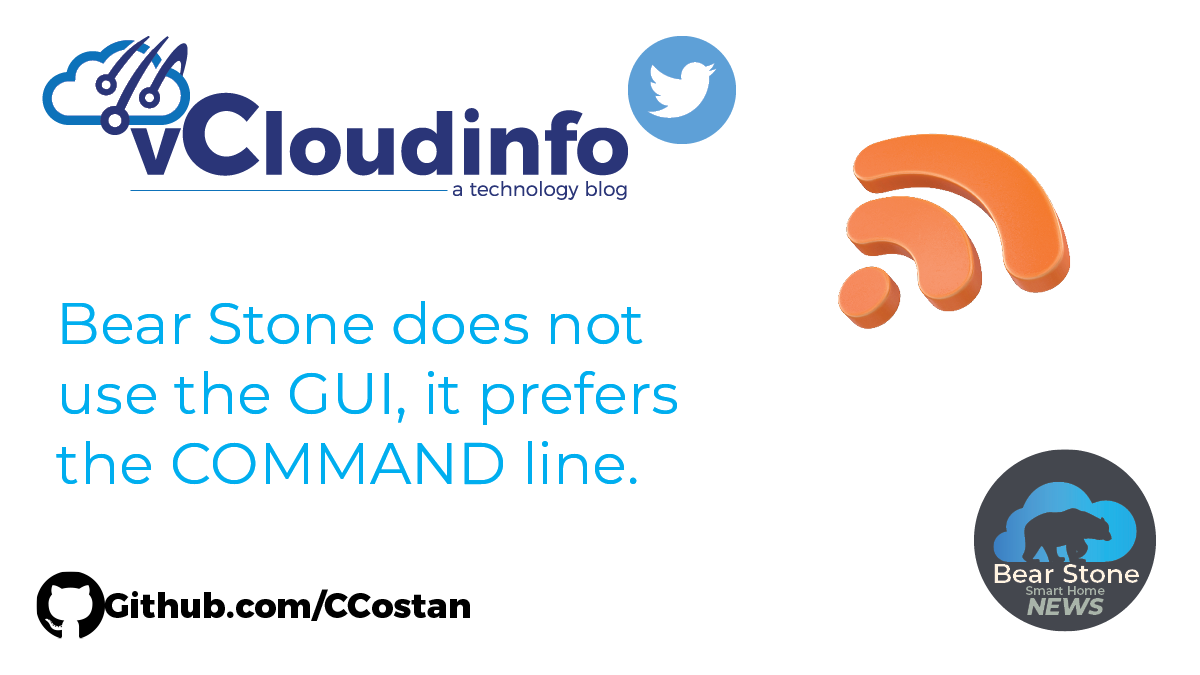 vCloudinfo
a technology blog
Bear Stone does not
use the GUI, it prefers
the COMMAND line.
Github.com/CCostan
Bear Stone
Smart Home
NEWS